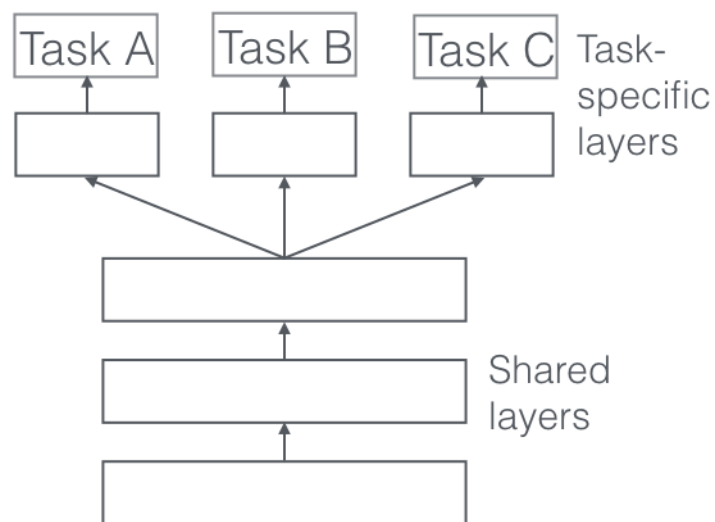 Task A
Task B
Task C
Task-
specific
layers
Shared
layers